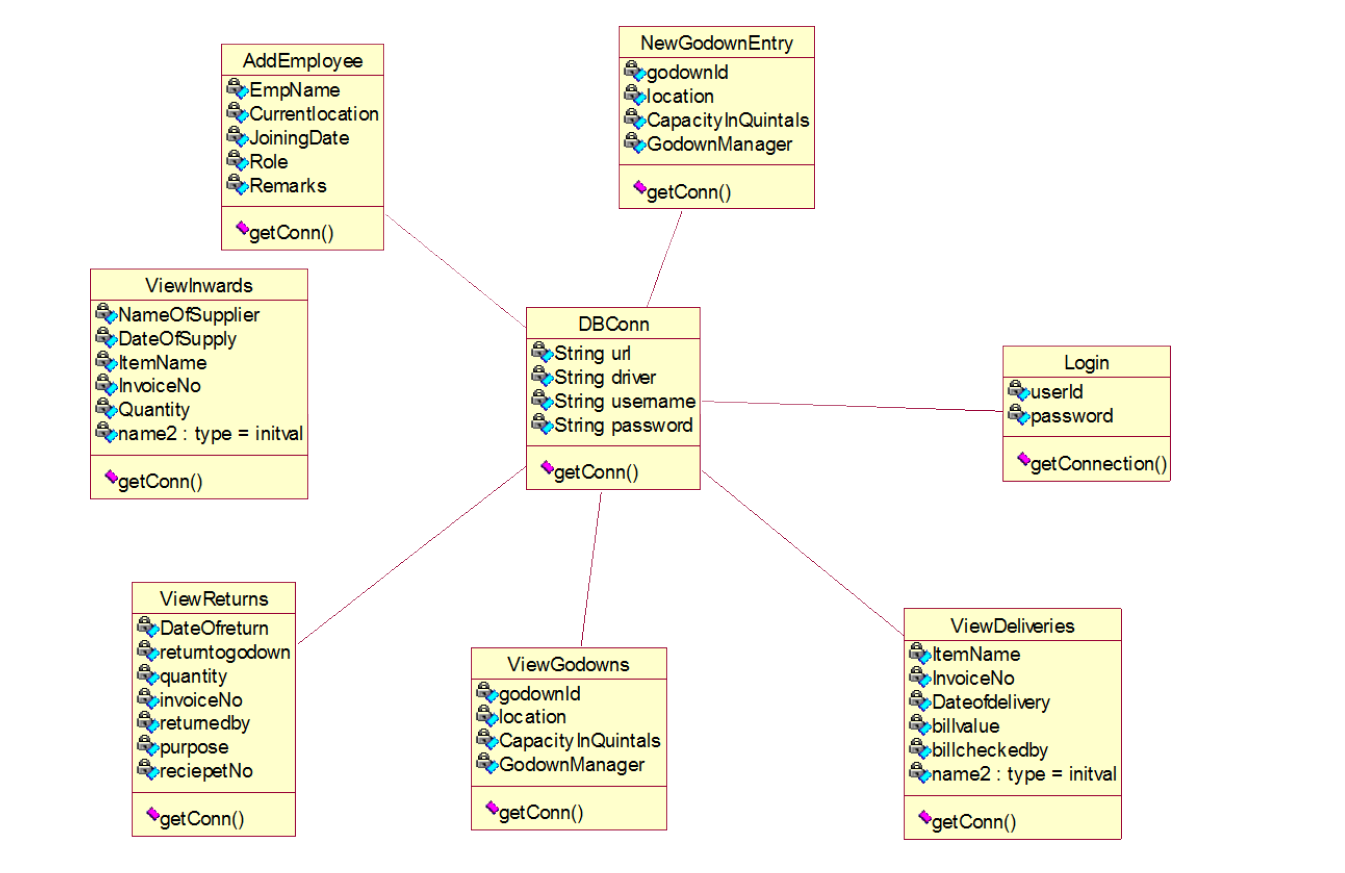 AddEmployee
EmpName
Currentlocation
JoiningDate
Role
Remarks
getConn()
NewGodownEntry
godownId
location
CapacityInQuintals
GodownManager
getConn()
ViewInwards
NameOfSupplier
DateOfSupply
ItemName
InvoiceNo
Quantity
name2 : type = initval
getConn()
DBConn
String url
String driver
String username
String password
getConn()
Login
userId
password
getConnection()
ViewReturns
DateOfreturn
returntogodown
quantity
invoiceNo
returnedby
purpose
reciepetNo
getConn()
ViewGodowns
godownId
location
CapacityInQuintals
GodownManager
getConn()
ViewDeliveries
ItemName
InvoiceNo
Dateofdelivery
billvalue
billcheckedby
name2 : type = initval
getConn()